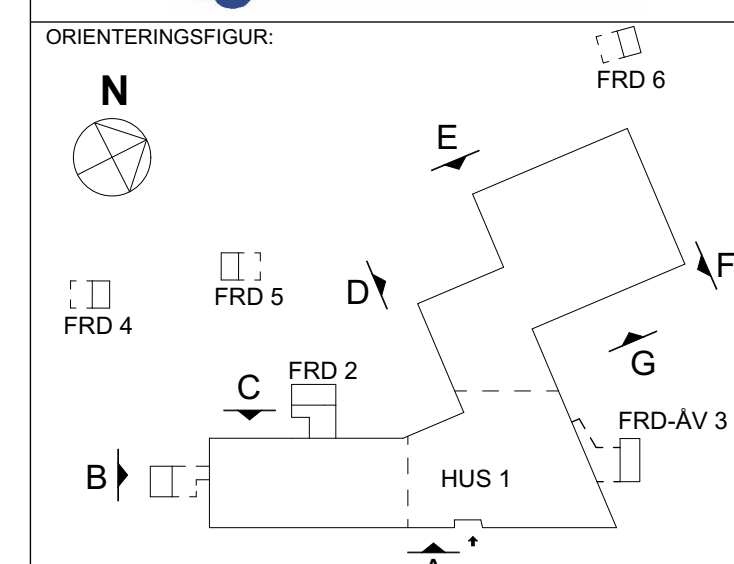 ORIENTERINGSFIGUR:
FRD 6
N
E
F
D
FRD 5
FRD 4
G
FRD 2
C
FRD-ÅV 3
B
HUS 1
A